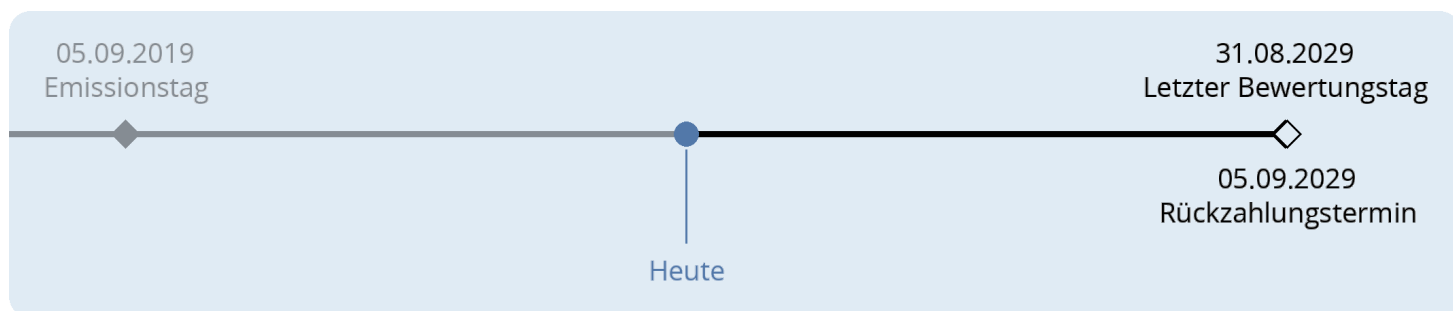 05.09.2019
Emissionstag
31.08.2029
Letzter Bewertungstag
05.09.2029
Rückzahlungstermin
Heute